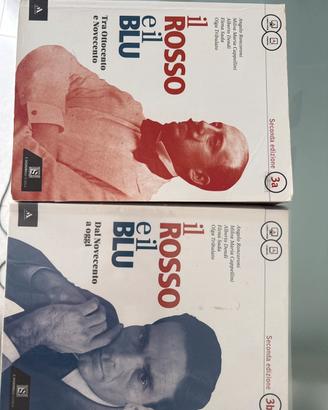 il
ROSSO
e il
BLU
Tra Ottocento
e Novecento
Angelo Roncoroni
Milva Maria Cappellini
Alberto Dendi
Elena Sada
Olga Tribulato
Seconda edizione
3a
A
il
ROSSO
e il
BLU
Dal Novecento
a oggi
Angelo Roncoroni
Milva Maria Cappellini
Alberto Dendi
Elena Sada
Olga Tribulato
Seconda edizione
3b
A